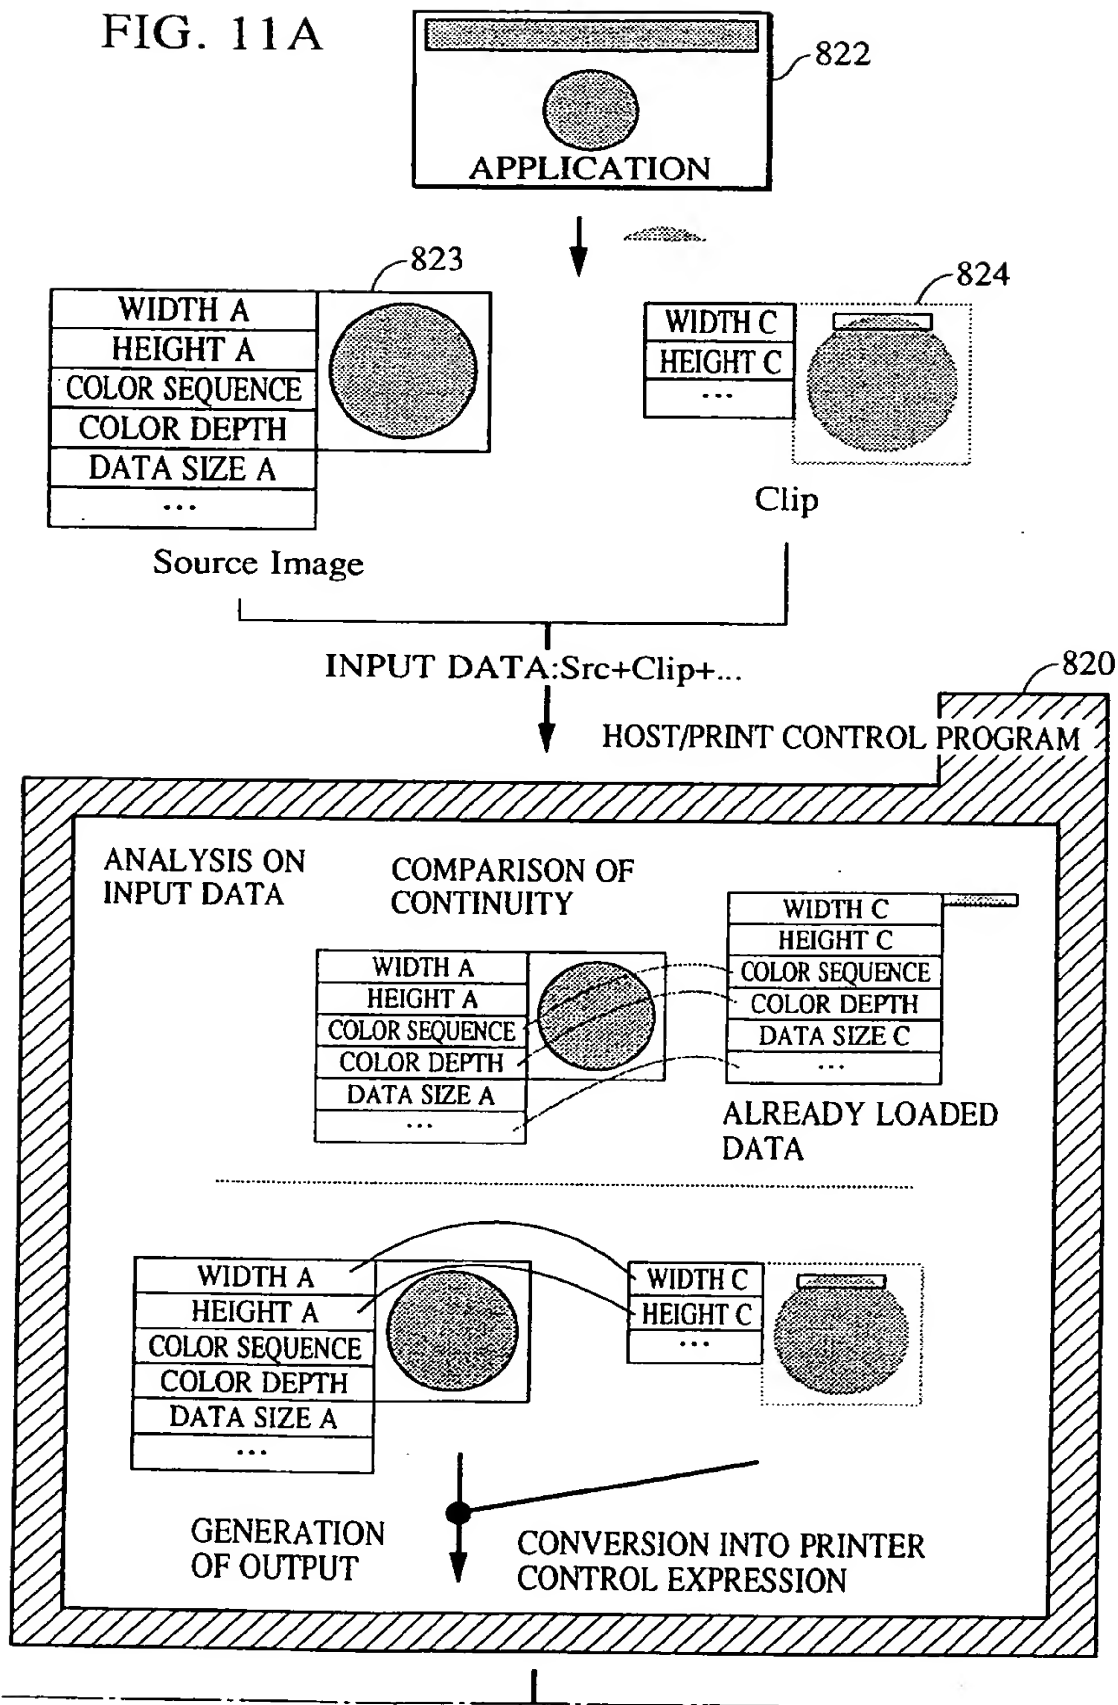 FIG. 11A
822
APPLICATION
823
824
WIDTH A
HEIGHT A
COLOR SEQUENCE
COLOR DEPTH
DATA SIZE A
...
WIDTH C
HEIGHT C
...
Clip
Source Image
INPUT DATA:Src+Clip+...
820
HOST/PRINT CONTROL PROGRAM
ANALYSIS ON
INPUT DATA
COMPARISON OF
CONTINUITY
WIDTH A
HEIGHT A
COLOR SEQUENCE
COLOR DEPTH
DATA SIZE A
...
WIDTH C
HEIGHT C
COLOR SEQUENCE
COLOR DEPTH
DATA SIZE C
...
ALREADY LOADED
DATA
WIDTH A
HEIGHT A
COLOR SEQUENCE
COLOR DEPTH
DATA SIZE A
...
WIDTH C
HEIGHT C
...
GENERATION
OF OUTPUT
CONVERSION INTO PRINTER
CONTROL EXPRESSION